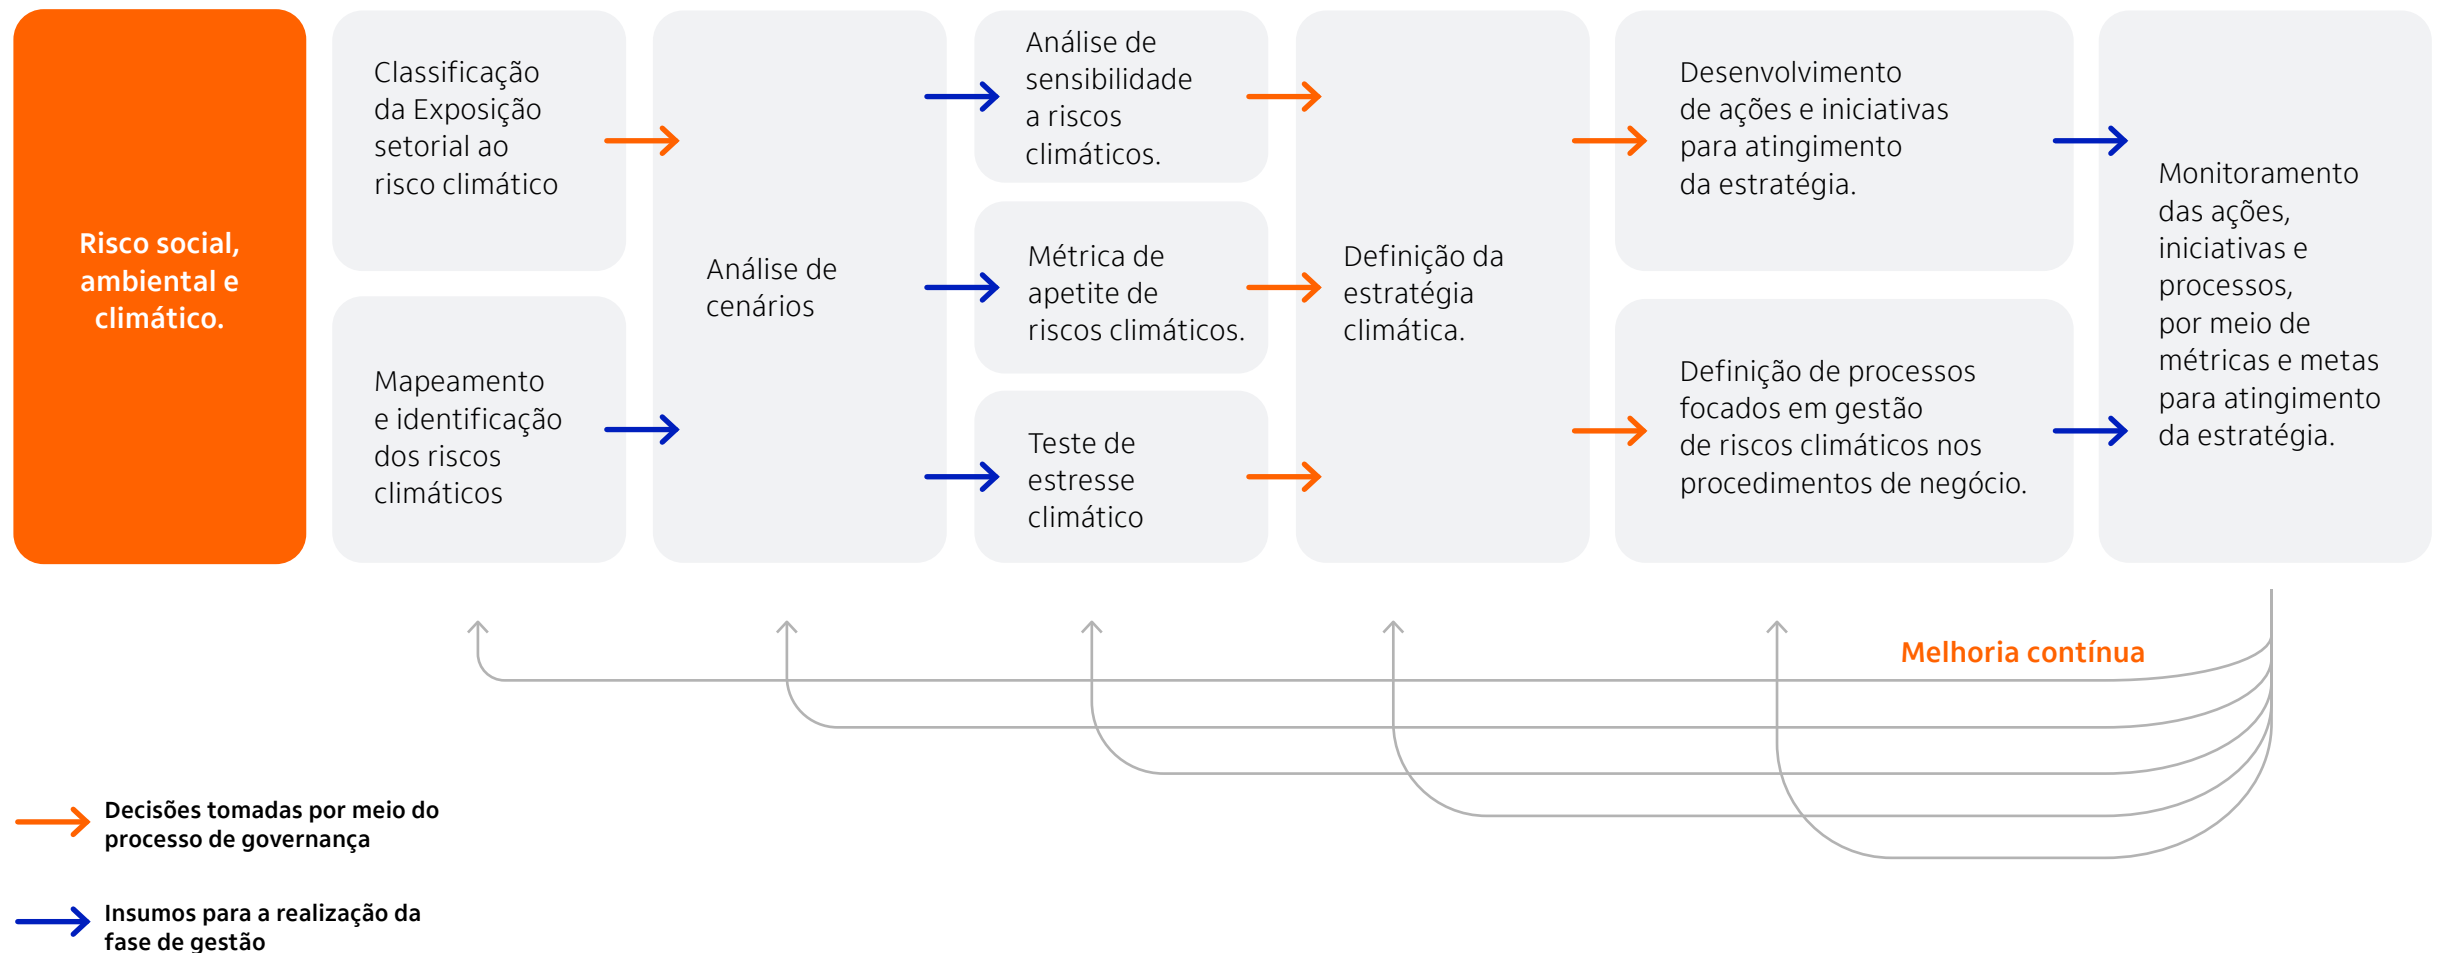 Risco social,
ambiental e
climático.
Classificação
da Exposição
setorial ao
risco climático
Mapeamento
e identificação
dos riscos
climáticos
Análise de
cenários
Análise de
sensibilidade
a riscos
climáticos.
Métrica de
apetite de
riscos climáticos.
Teste de
estresse
climático
Definição da
estratégia
climática.
Desenvolvimento
de ações e iniciativas
para atingimento
da estratégia.
Definição de processos
focados em gestão
de riscos climáticos nos
procedimentos de negócio.
Monitoramento
das ações,
iniciativas e
processos,
por meio de
métricas e metas
para atingimento
da estratégia.
Melhoria contínua
Decisões tomadas por meio do
processo de governança
Insumos para a realização da
fase de gestão